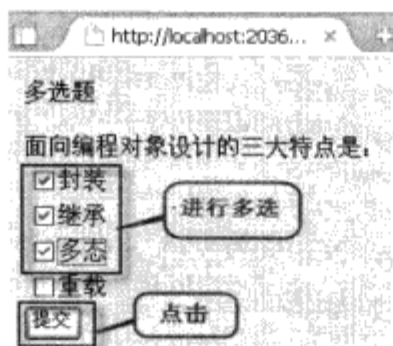 http://localhost:2036...
多选题
面向编程对象设计的三大特点是：
封装
继承
多态
重载
提交
进行多选
点击